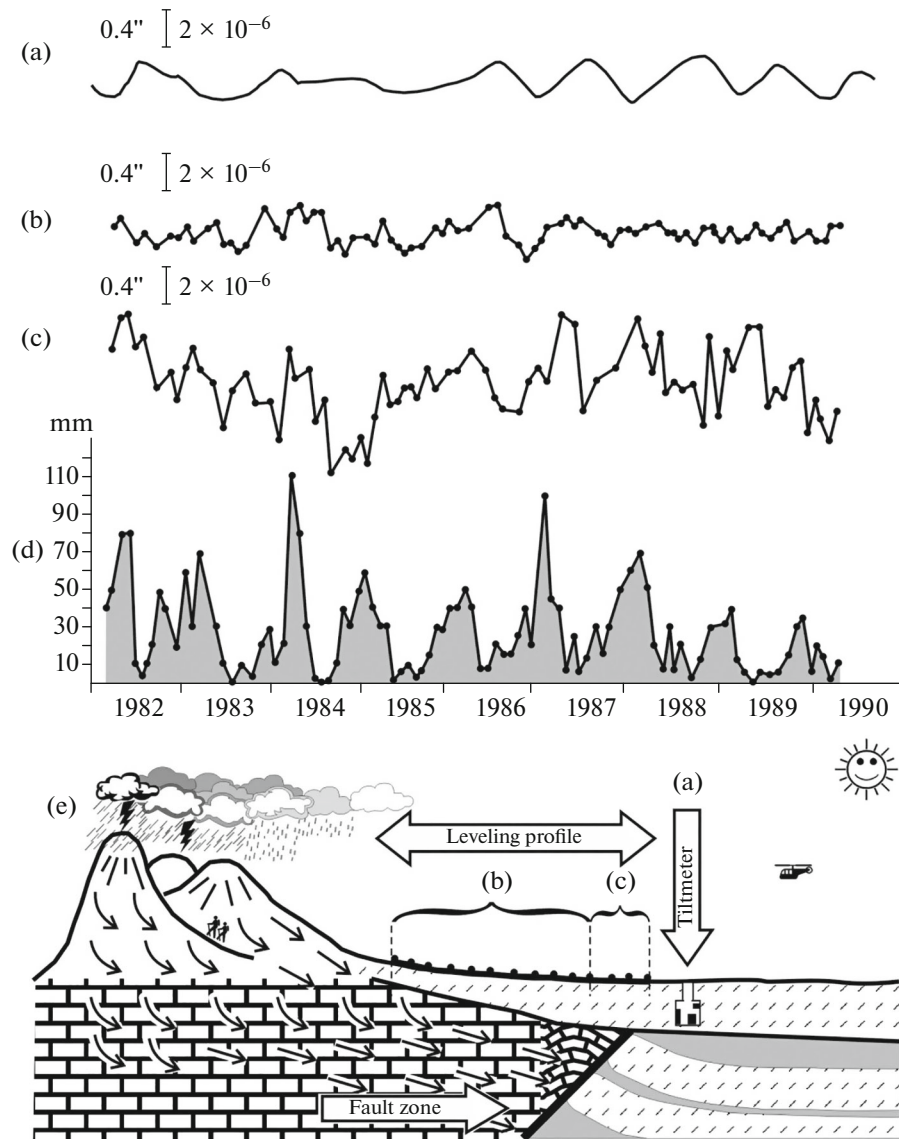 0.4" 2 × 10⁻⁶
(a)
0.4" 2 × 10⁻⁶
(b)
0.4" 2 × 10⁻⁶
(c)
mm
110
90
(d) 70
50
30
10
1982 1983 1984 1985 1986 1987 1988 1989 1990
(e)
(a)
Leveling profile
(b) (c)
Tiltmeter
Fault zone